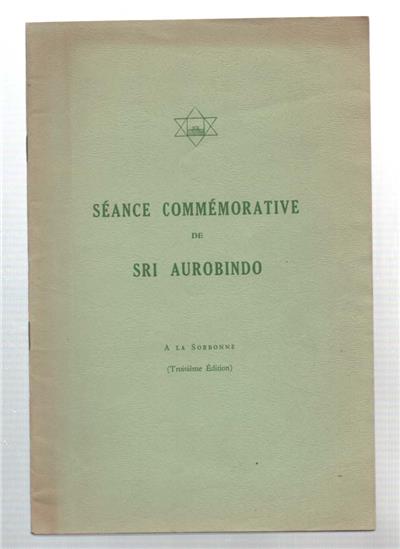 SÉANCE COMMÉMORATIVE
DE
SRI AUROBINDO
A LA SORBONNE
(Troisième Édition)